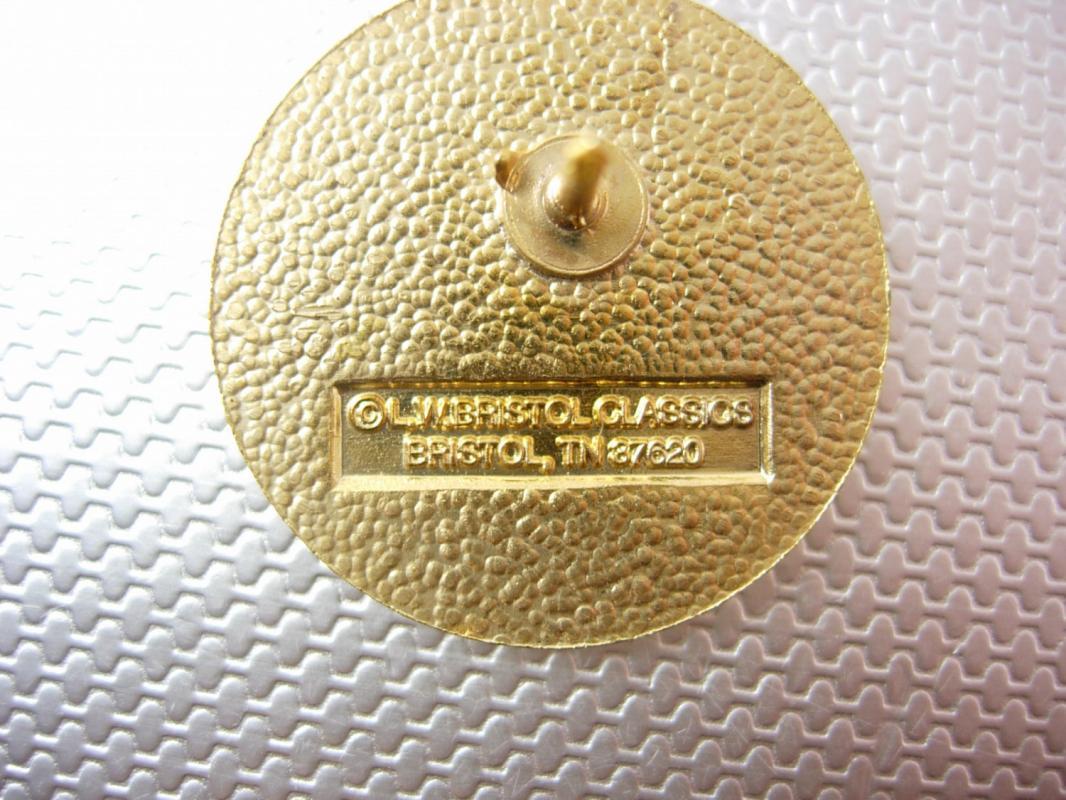 © L.W. BRISTOL CLASSICS
BRISTOL, TN 37620